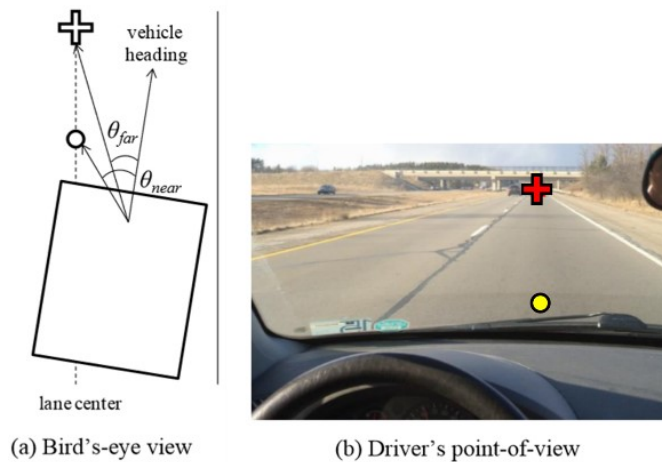 vehicle
heading
θfar
θnear
lane center
(a) Bird's-eye view
(b) Driver's point-of-view